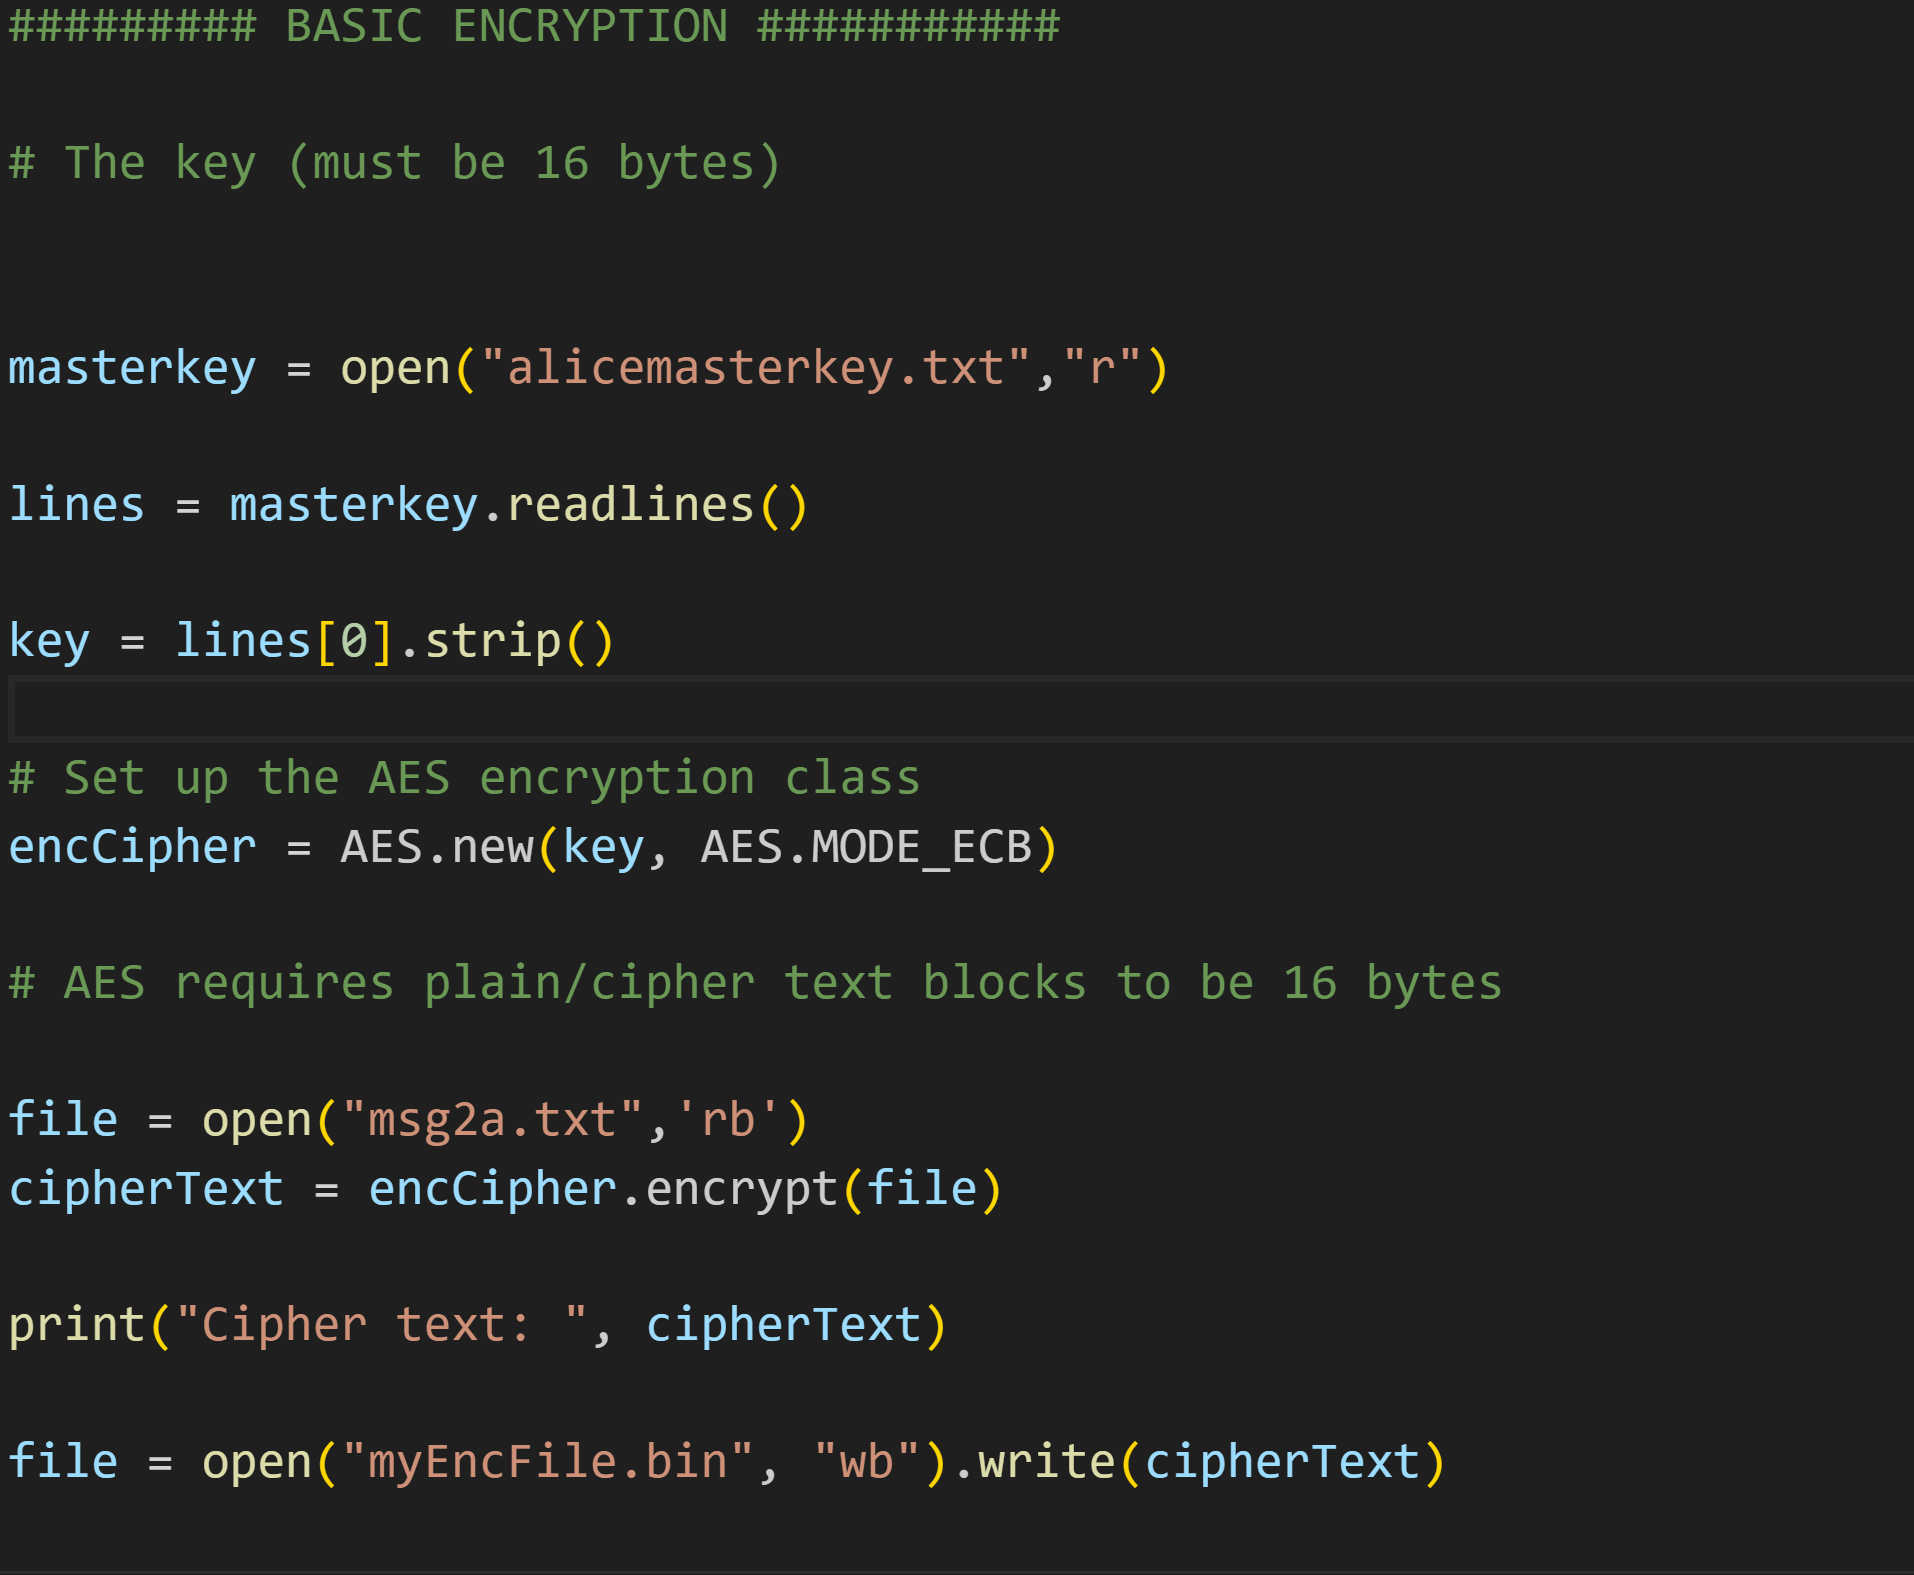 ######### BASIC ENCRYPTION ###########
# The key (must be 16 bytes)
masterkey = open("alicemasterkey.txt","r")
lines = masterkey.readlines()
key = lines[0].strip()
# Set up the AES encryption class
encCipher = AES.new(key, AES.MODE_ECB)
# AES requires plain/cipher text blocks to be 16 bytes
file = open("msg2a.txt",'rb')
cipherText = encCipher.encrypt(file)
print("Cipher text: ", cipherText)
file = open("myEncFile.bin", "wb").write(cipherText)